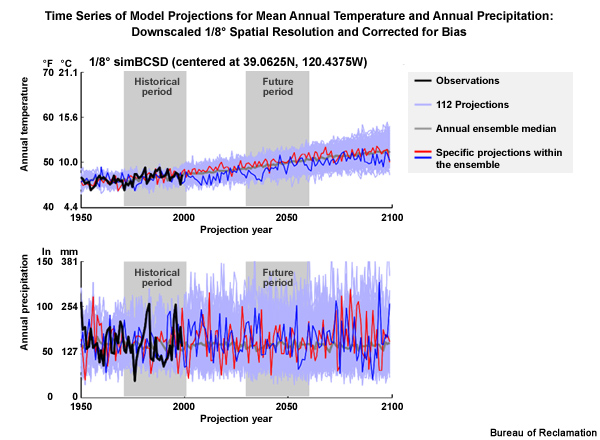 Time Series of Model Projections for Mean Annual Temperature and Annual Precipitation:
Downscaled 1/8° Spatial Resolution and Corrected for Bias
°F °C 1/8° simBCSD (centered at 39.0625N, 120.4375W)
70 21.1
60 15.6
50 10.0
40 4.4
Annual temperature
Historical
period
Future
period
1950 2000 2050 2100
Projection year
Observations
112 Projections
Annual ensemble median
Specific projections within
the ensemble
In mm
150 381
100 254
50 127
0 0
Annual precipitation
Historical
period
Future
period
1950 2000 2050 2100
Projection year
Bureau of Reclamation